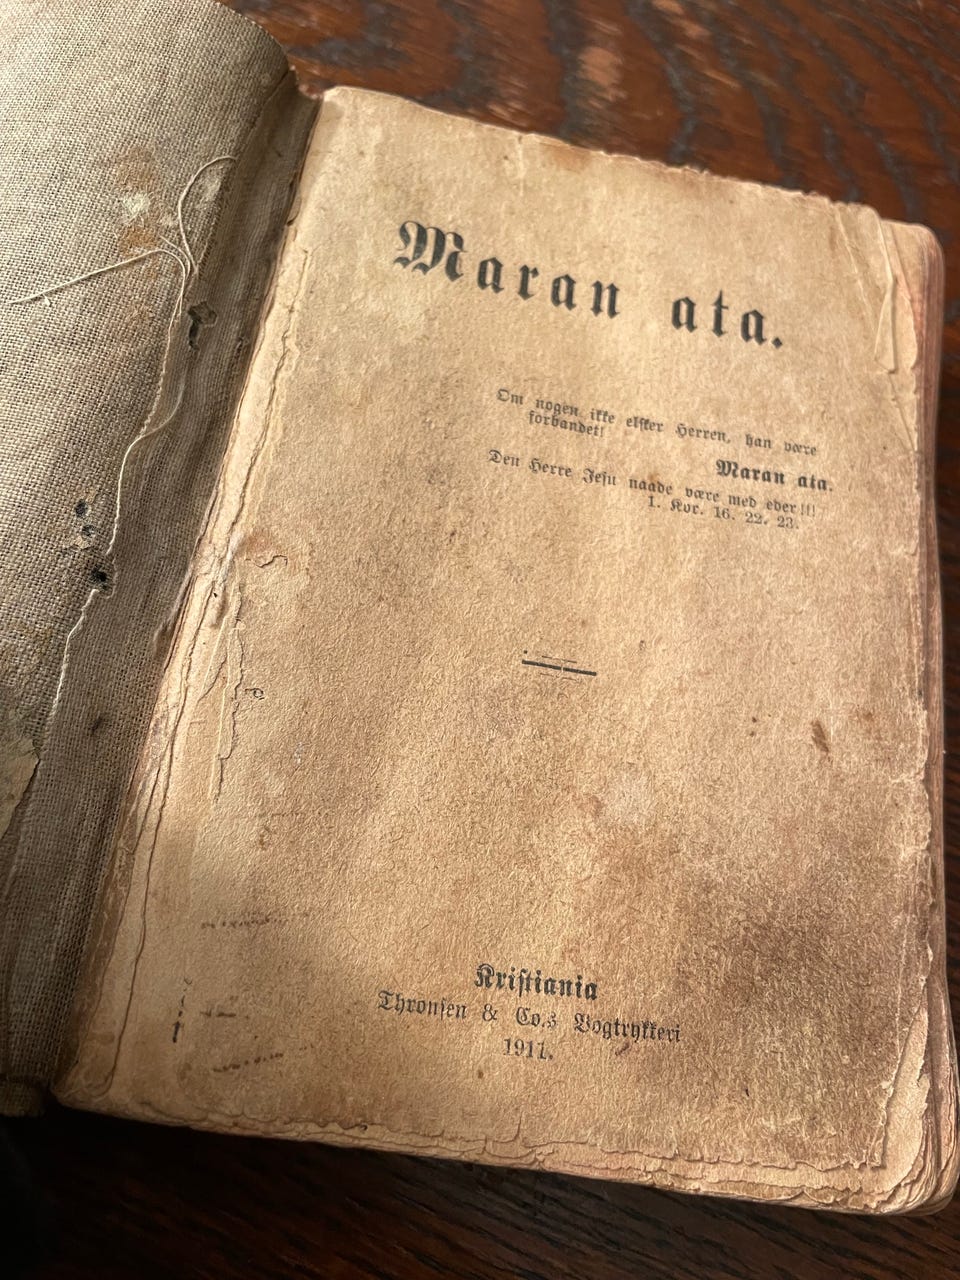 Maran ata.
Om nogen ikke elsker Herren, han være
forbandet!
Maran ata.
Den Herre Jesu naade være med eder!!!
1. Kor. 16. 22. 23.
Kristiania
Thronsen & Co.s Bogtrykkeri
1911.